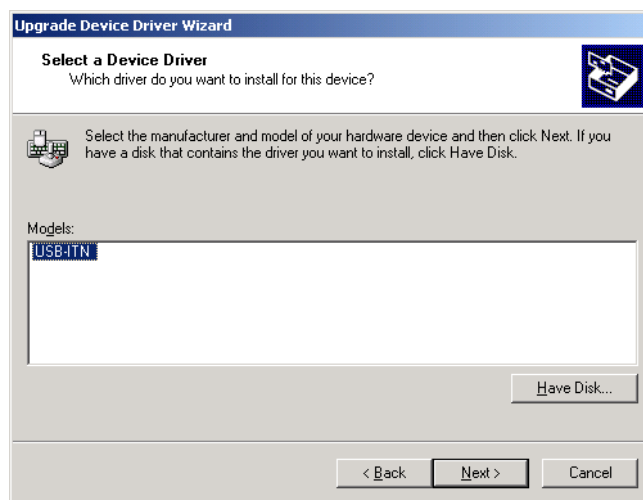 Upgrade Device Driver Wizard
Select a Device Driver
Which driver do you want to install for this device?
Select the manufacturer and model of your hardware device and then click Next. If you
have a disk that contains the driver you want to install, click Have Disk.
Models:
USB-ITN
Have Disk...
< Back
Next >
Cancel